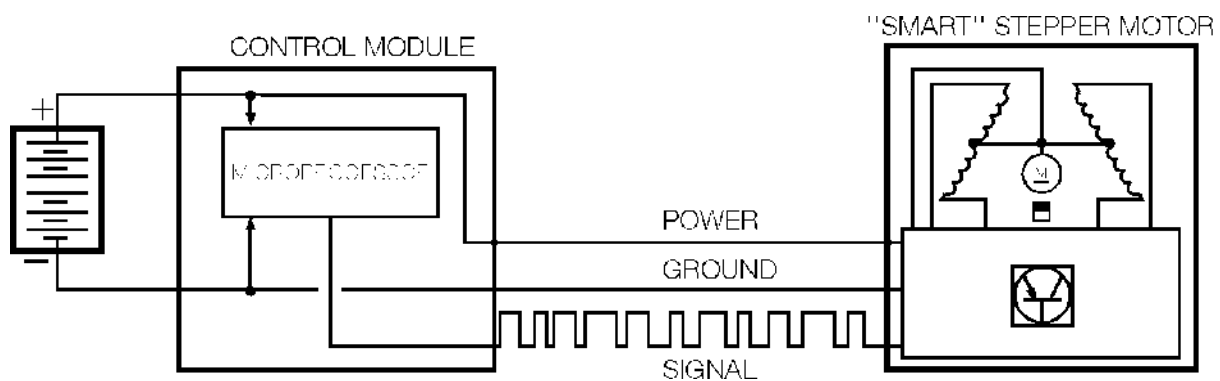 "SMART" STEPPER MOTOR
CONTROL MODULE
+
M
POWER
−
GROUND
SIGNAL